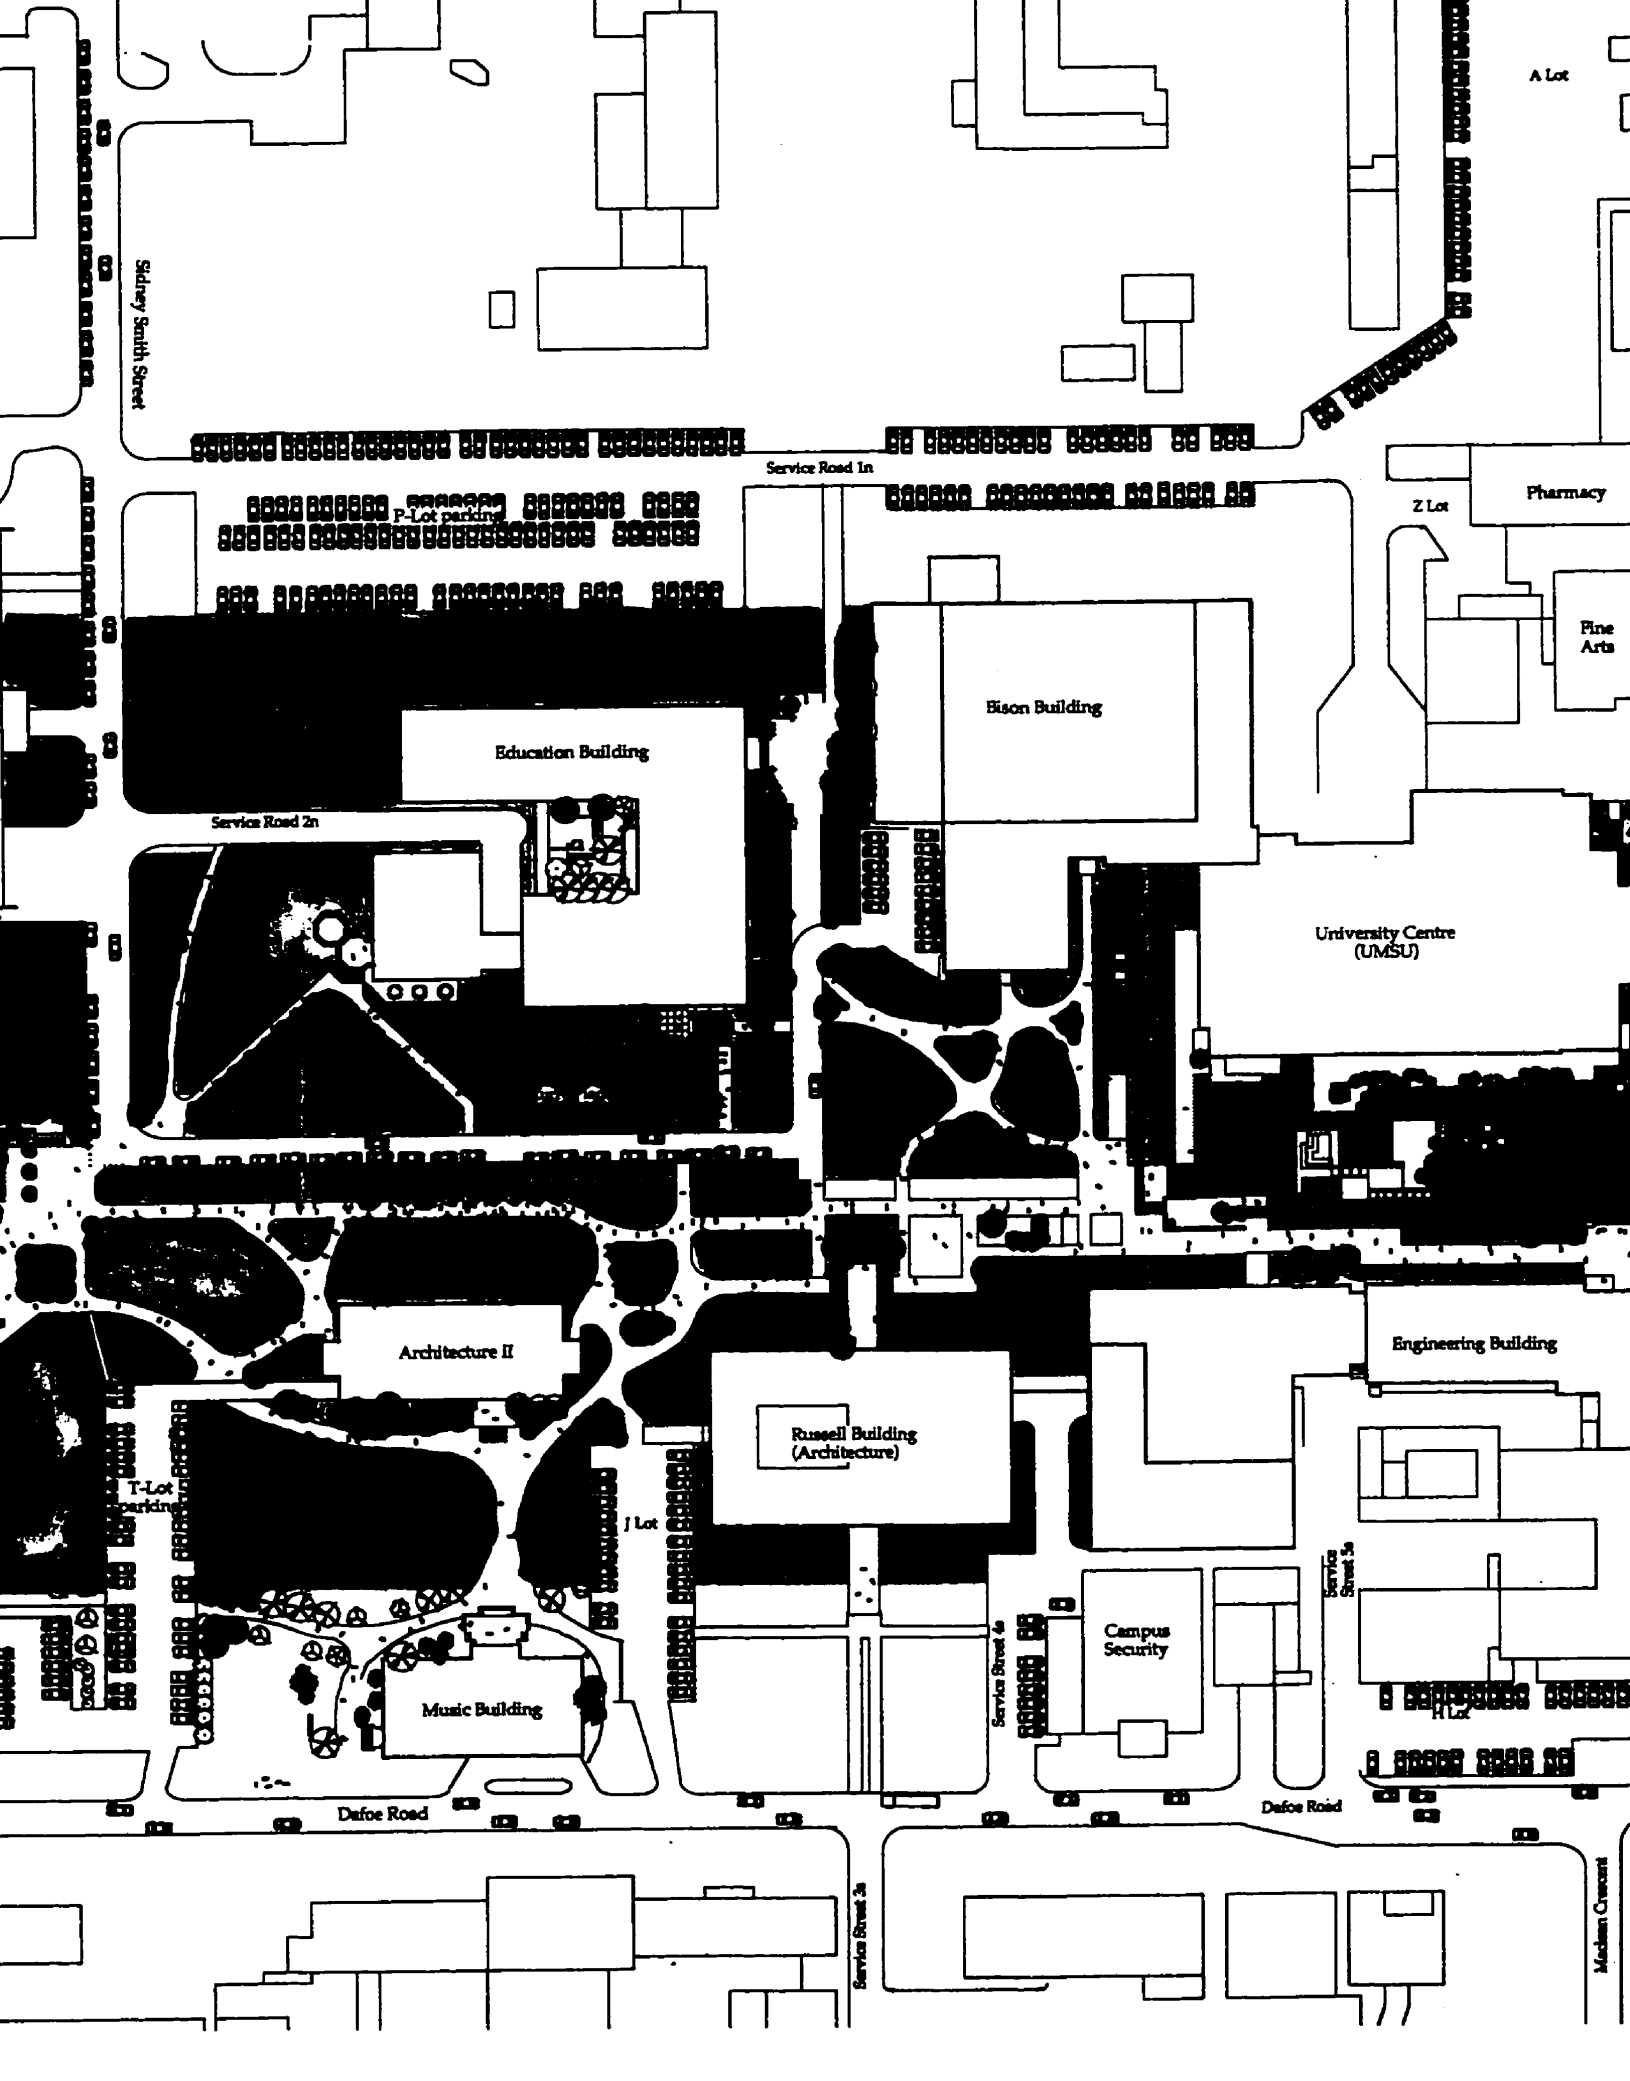 A Lot
Sidney Smith Street
Service Road 1n
Pharmacy
Z Lot
P-Lot parking
Fine
Arts
Bison Building
Education Building
Service Road 2n
University Centre
(UMSU)
Engineering Building
Architecture II
Russell Building
(Architecture)
T-Lot
parking
J Lot
Service
Street 5s
Campus
Security
Service Street 4s
Music Building
H Lot
Dafoe Road
Dafoe Road
Service Street 3s
Maclean Crescent